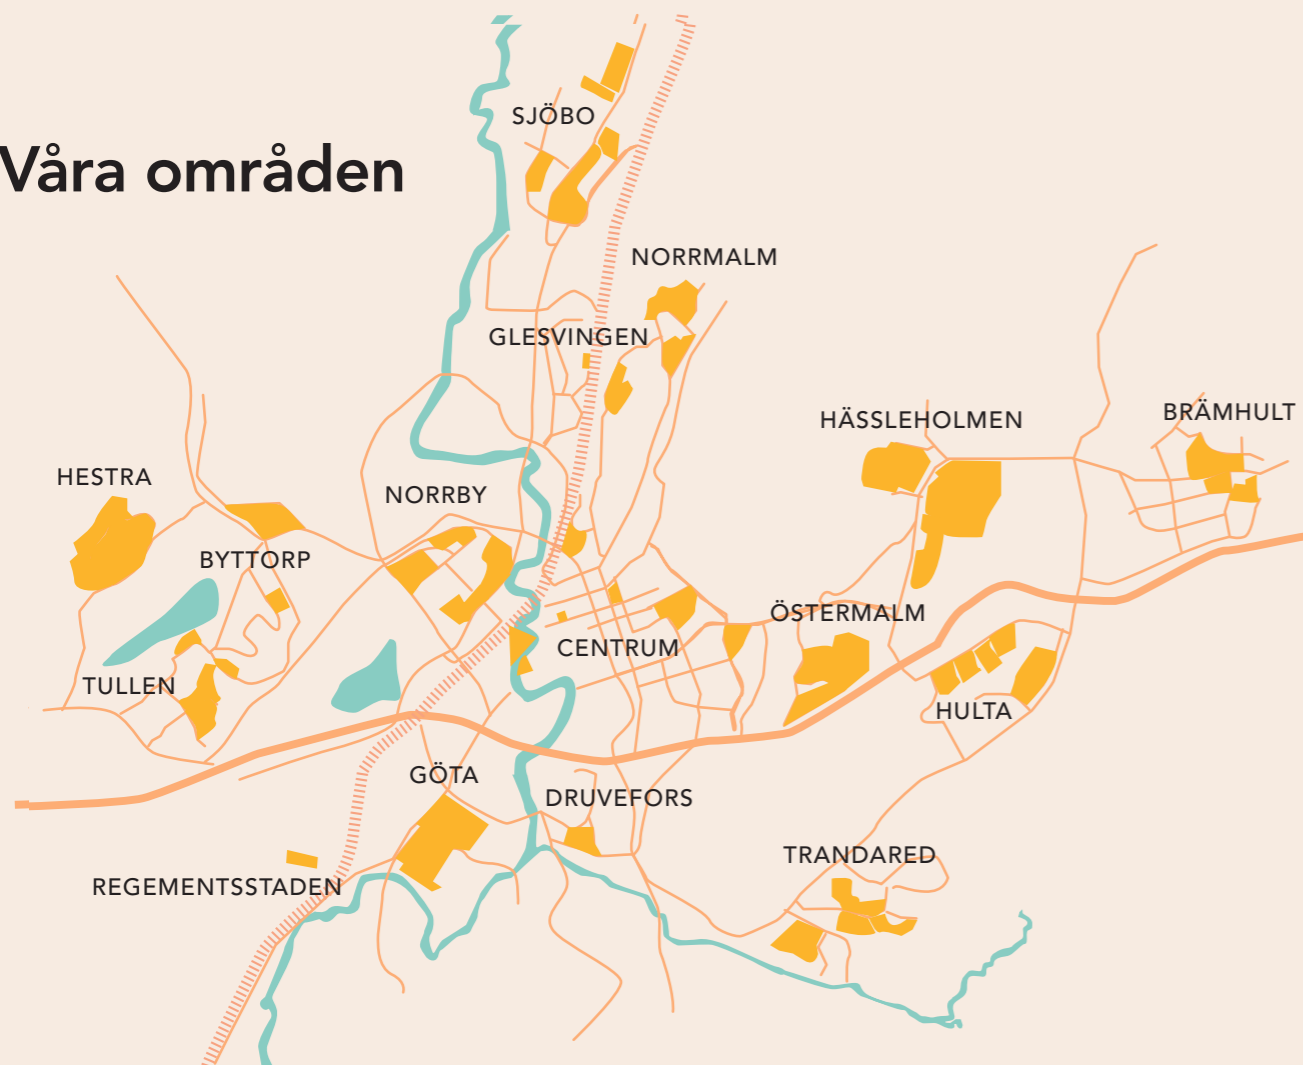 SJÖBO
Våra områden
NORRMALM
GLESVINGEN
BRÄMHULT
HÄSSLEHOLMEN
HESTRA
NORRBY
BYTTORP
ÖSTERMALM
CENTRUM
TULLEN
HULTA
GÖTA
DRUVEFORS
TRANDARED
REGEMENTSSTADEN